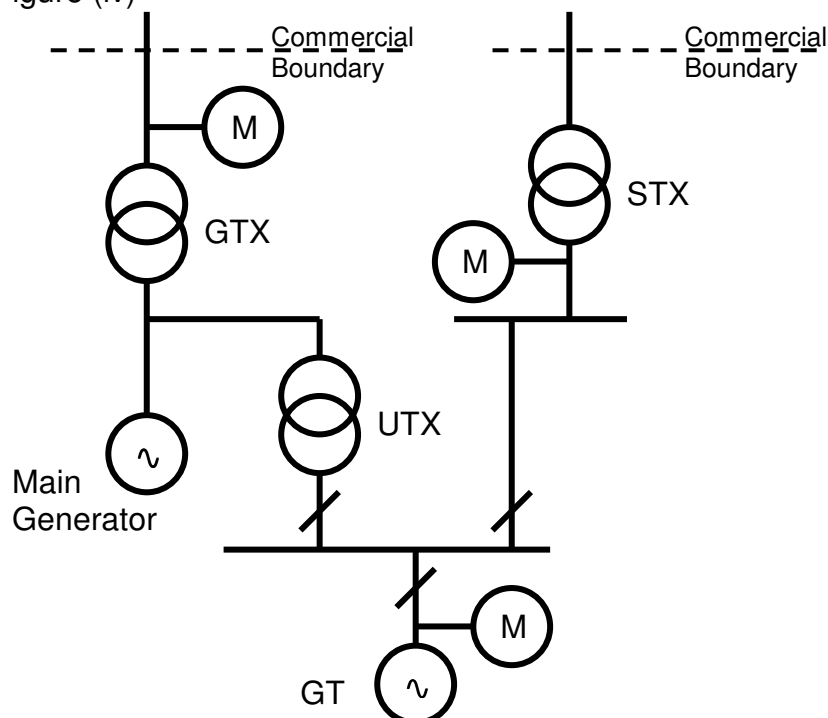 igure (iv)
Commercial
Boundary
Commercial
Boundary
M
STX
GTX
M
UTX
Main
Generator
M
GT